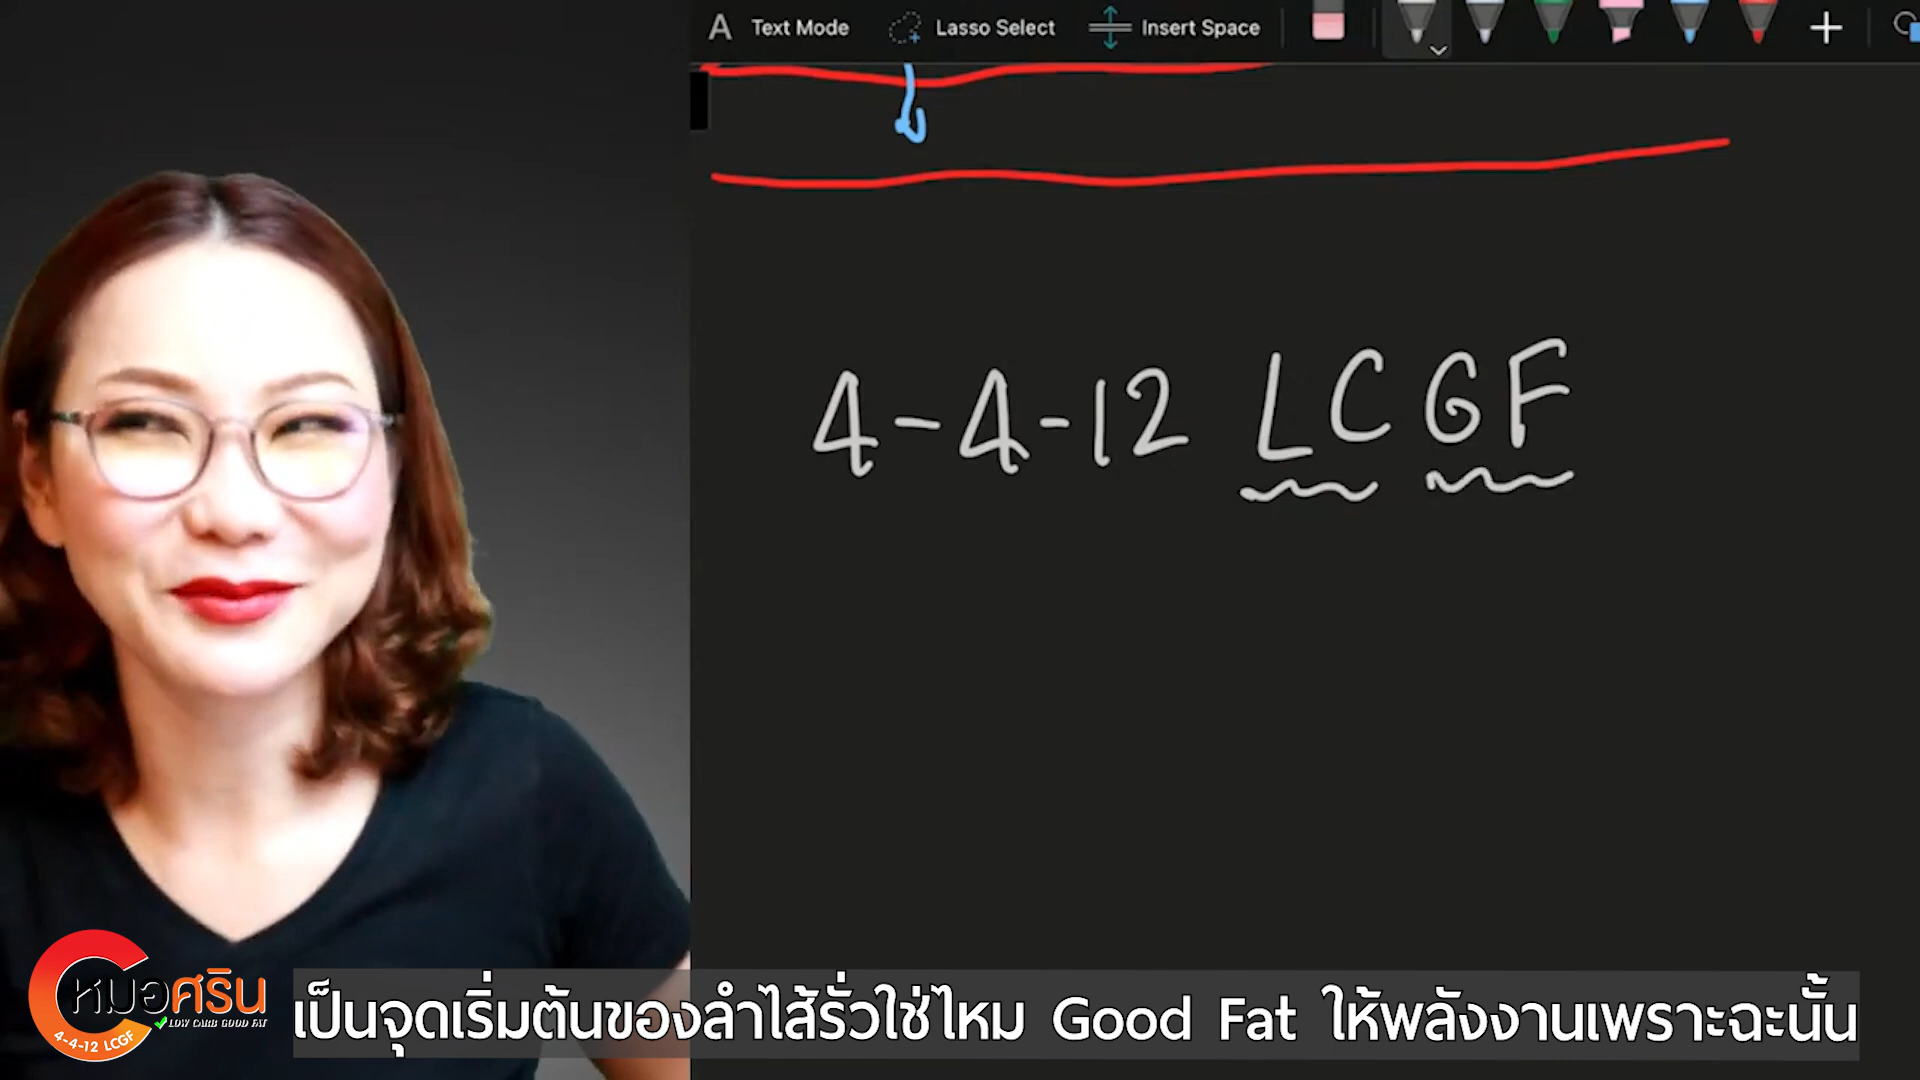 Text Mode Lasso Select Insert Space
4-4-12 LC GF
หมอศริน
LOW CARB GOOD FAT
4-4-12 LCGF
เป็นจุดเริ่มต้นของลำไส้รั่วใช่ไหม Good Fat ให้พลังงานเพราะฉะนั้น